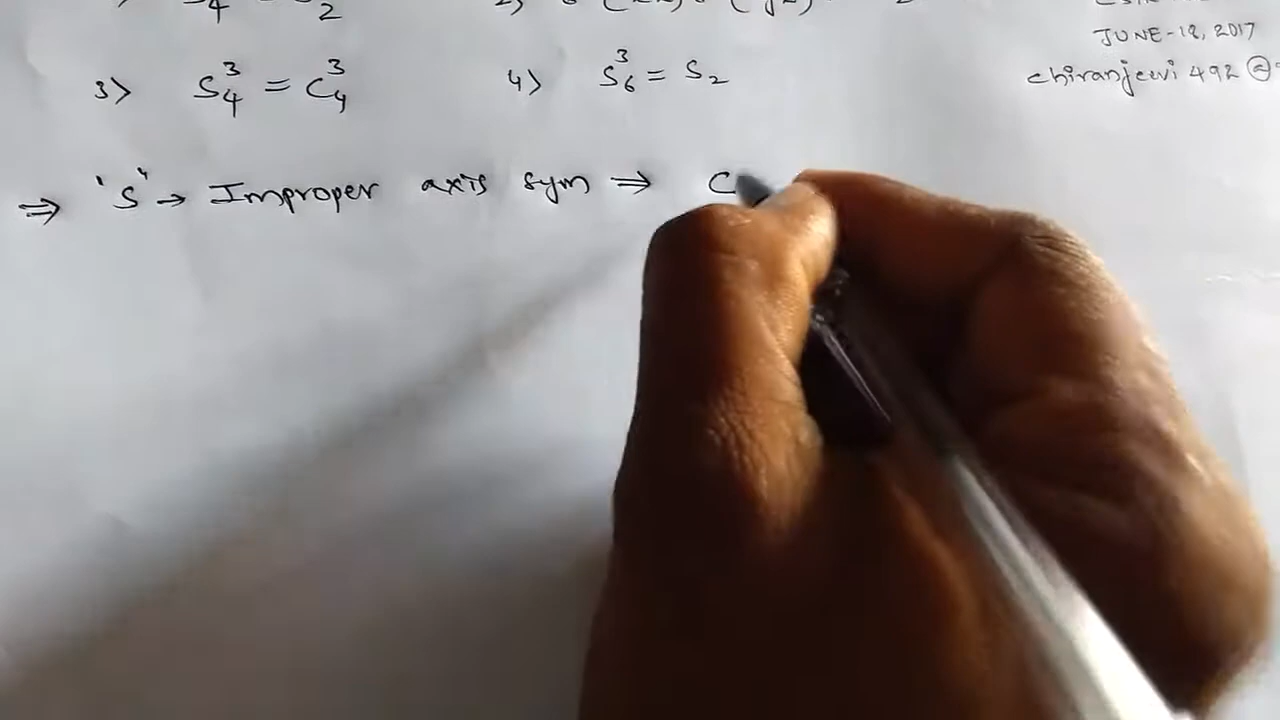 JUNE-18, 2017
3) S₄³ = C₄³ 4) S₆³ = S₂ chiranjeevi 492 @
⇒ 'S" → Improper axis sym ⇒ C